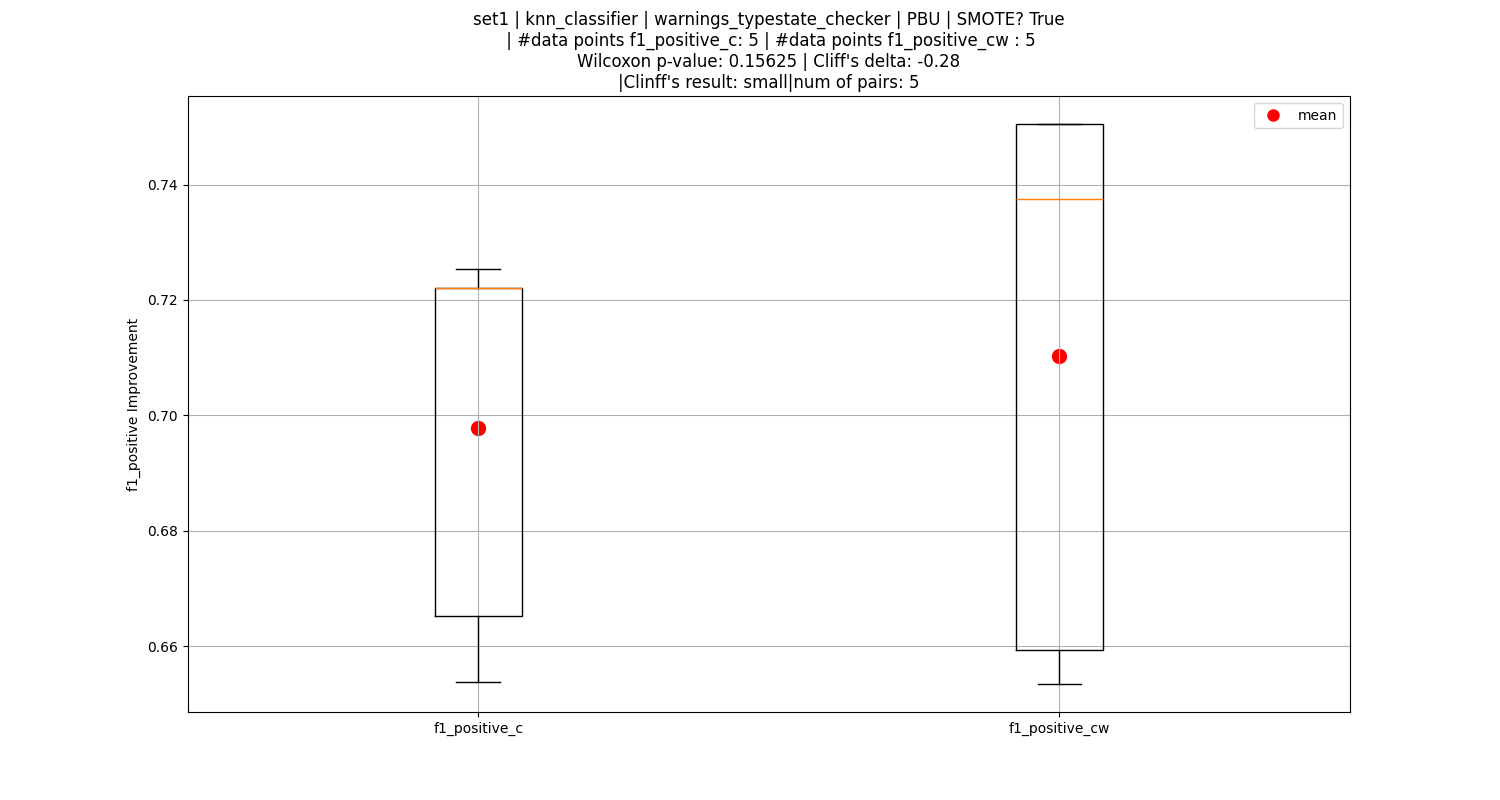 set1 | knn_classifier | warnings_typestate_checker | PBU | SMOTE? True
| #data points f1_positive_c: 5 | #data points f1_positive_cw : 5
Wilcoxon p-value: 0.15625 | Cliff's delta: -0.28
|Clinff's result: small|num of pairs: 5
mean
f1_positive Improvement
0.74
0.72
0.70
0.68
0.66
f1_positive_c
f1_positive_cw